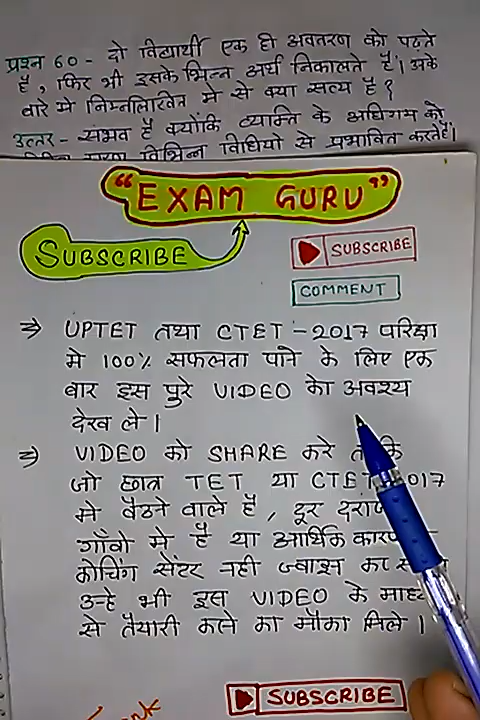 प्रश्न 60 - दो विद्यार्थी एक ही अवतरण को पढ़ते
है, फिर भी इसके भिन्न अर्थ निकालते है। उनके
बारे मे निम्नलिखित मे से क्या सत्य है?
उत्तर - संभव है क्योंकि व्यक्ति के अधिगम को
विभिन्न विधियो से प्रभावित करते है।
"EXAM GURU"
SUBSCRIBE
SUBSCRIBE
COMMENT
⇒ UPTET तथा CTET - 2017 परिक्षा
मे 100% सफलता पाने के लिए एक
बार इस पुरे VIDEO को अवश्य
देख ले।
⇒ VIDEO को SHARE करे
जो छात्र TET या CTET 2017
मे बैठने वाले है, दूर
गाँवो मे है या आर्थिक
कोचिंग सेंटर नही ज्वाइन
उन्हे भी इस VIDEO के
से तैयारी करने का मौका मिले।
SUBSCRIBE